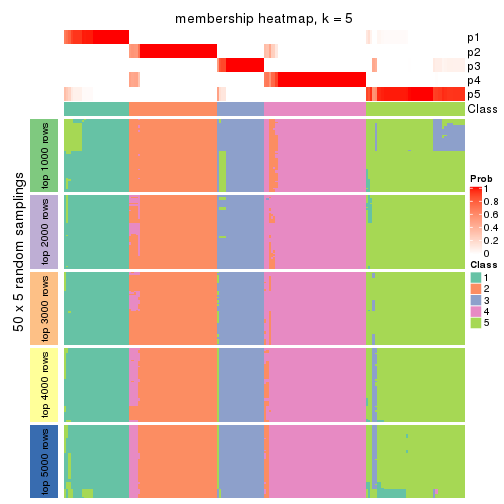 membership heatmap, k = 5
p1
p2
p3
p4
p5
Class
50 x 5 random samplings
top 1000 rows
top 2000 rows
top 3000 rows
top 4000 rows
top 5000 rows
Prob
1
0.8
0.6
0.4
0.2
0
Class
1
2
3
4
5